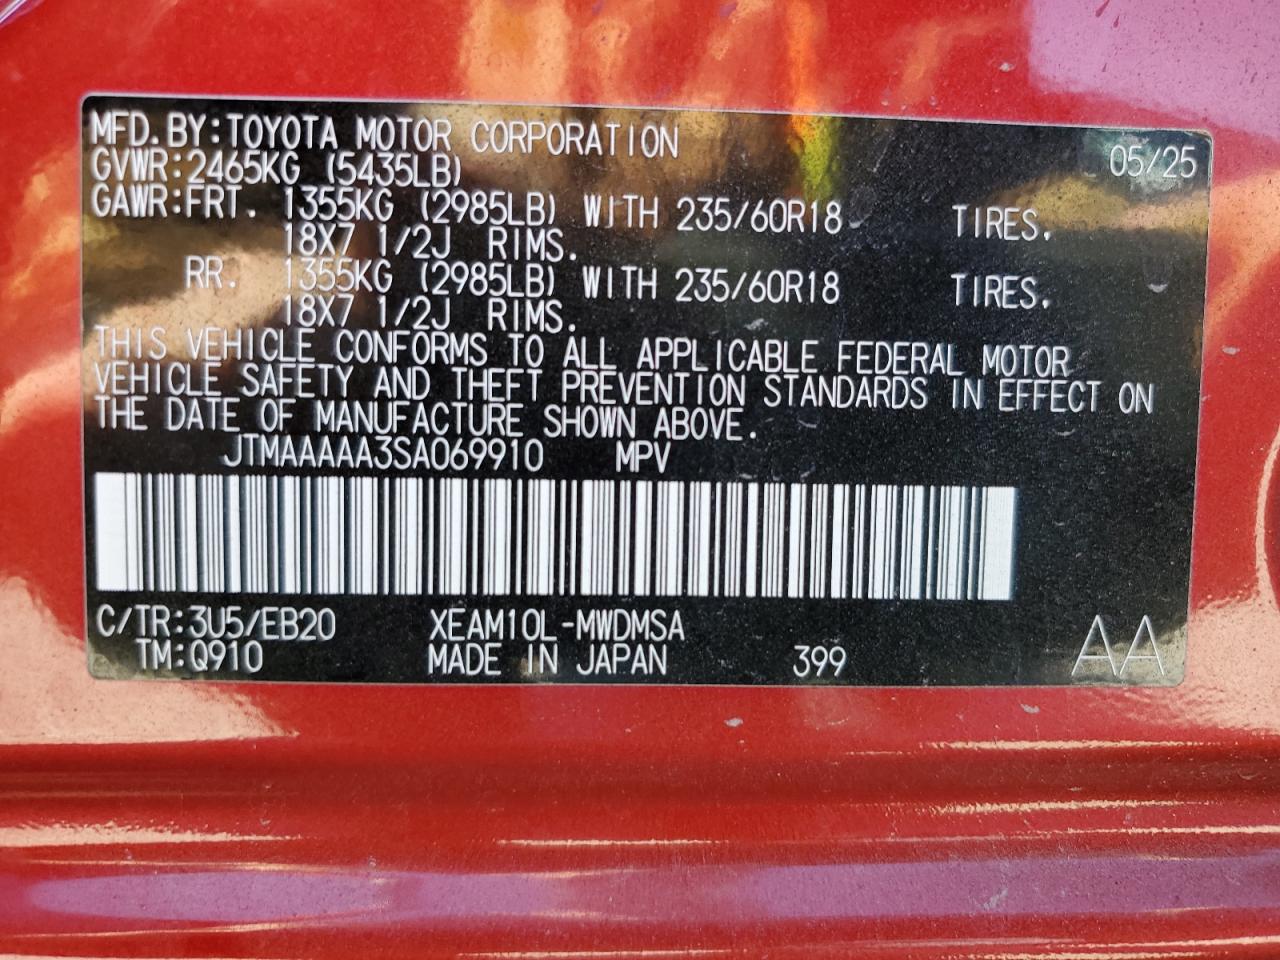 MFD.BY:TOYOTA MOTOR CORPORATION 05/25
GVWR:2465KG (5435LB)
GAWR:FRT. 1355KG (2985LB) WITH 235/60R18 TIRES.
18X7 1/2J RIMS.
RR. 1355KG (2985LB) WITH 235/60R18 TIRES.
18X7 1/2J RIMS.
THIS VEHICLE CONFORMS TO ALL APPLICABLE FEDERAL MOTOR
VEHICLE SAFETY AND THEFT PREVENTION STANDARDS IN EFFECT ON
THE DATE OF MANUFACTURE SHOWN ABOVE.
JTMAAAAA3SA069910 MPV
C/TR:3U5/EB20 XEAM10L-MWDMSA
TM:Q910 MADE IN JAPAN 399 AA